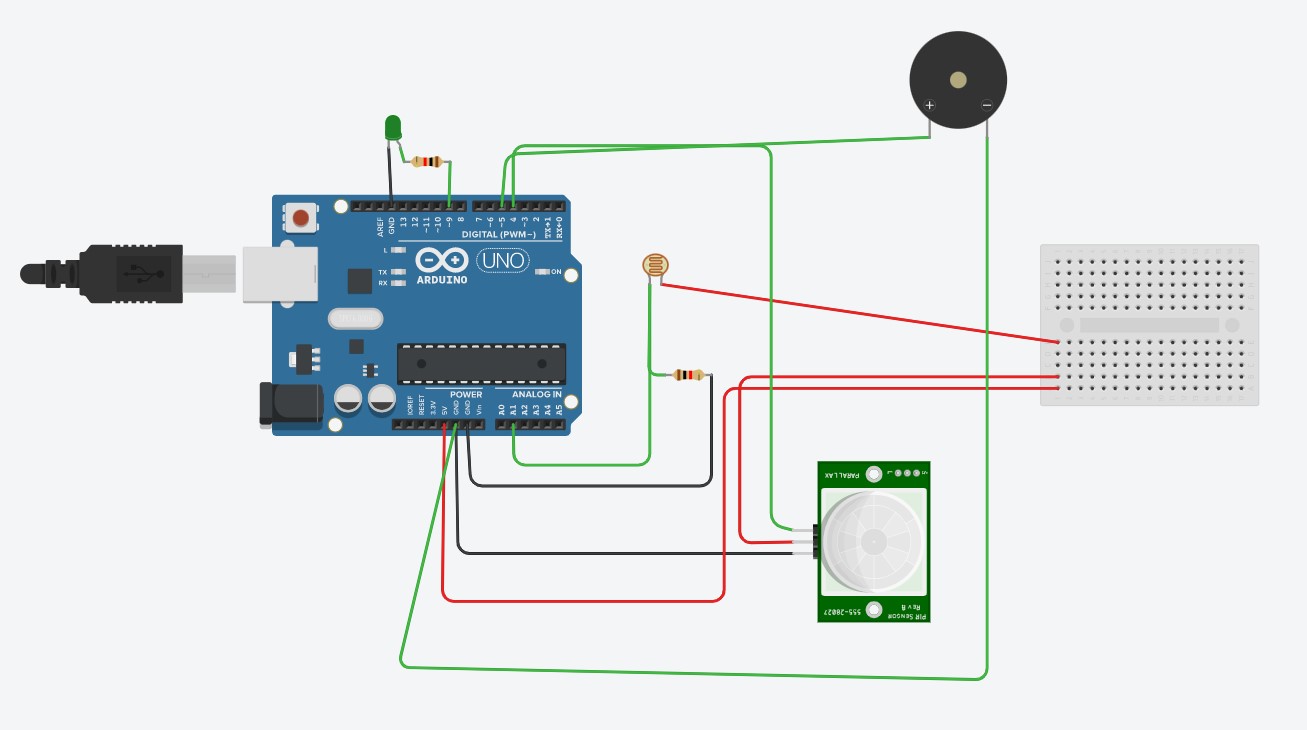 + −
AREF
GND
13
12
~11
~10
~9
8
7
~6
~5
4
~3
2
TX→1
RX←0
DIGITAL (PWM~)
L
TX
RX
UNO
ON
ARDUINO
POWER
ANALOG IN
IOREF
RESET
3.3V
5V
GND
GND
Vin
A0
A1
A2
A3
A4
A5
PARALLAX
555-28027
PIR SENSOR
REV B